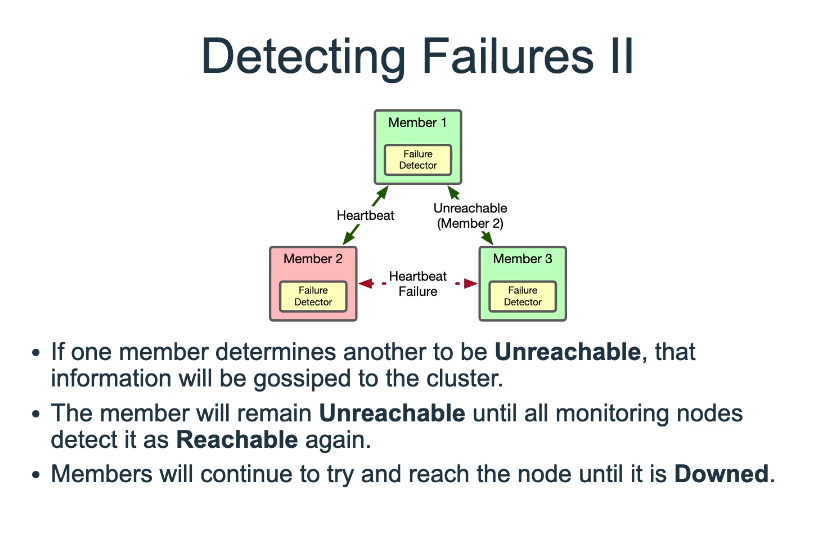 Detecting Failures II
Member 1
Failure
Detector
Heartbeat
Unreachable
(Member 2)
Member 2
Failure
Detector
Heartbeat
Failure
Member 3
Failure
Detector
• If one member determines another to be Unreachable, that
information will be gossiped to the cluster.
• The member will remain Unreachable until all monitoring nodes
detect it as Reachable again.
• Members will continue to try and reach the node until it is Downed.